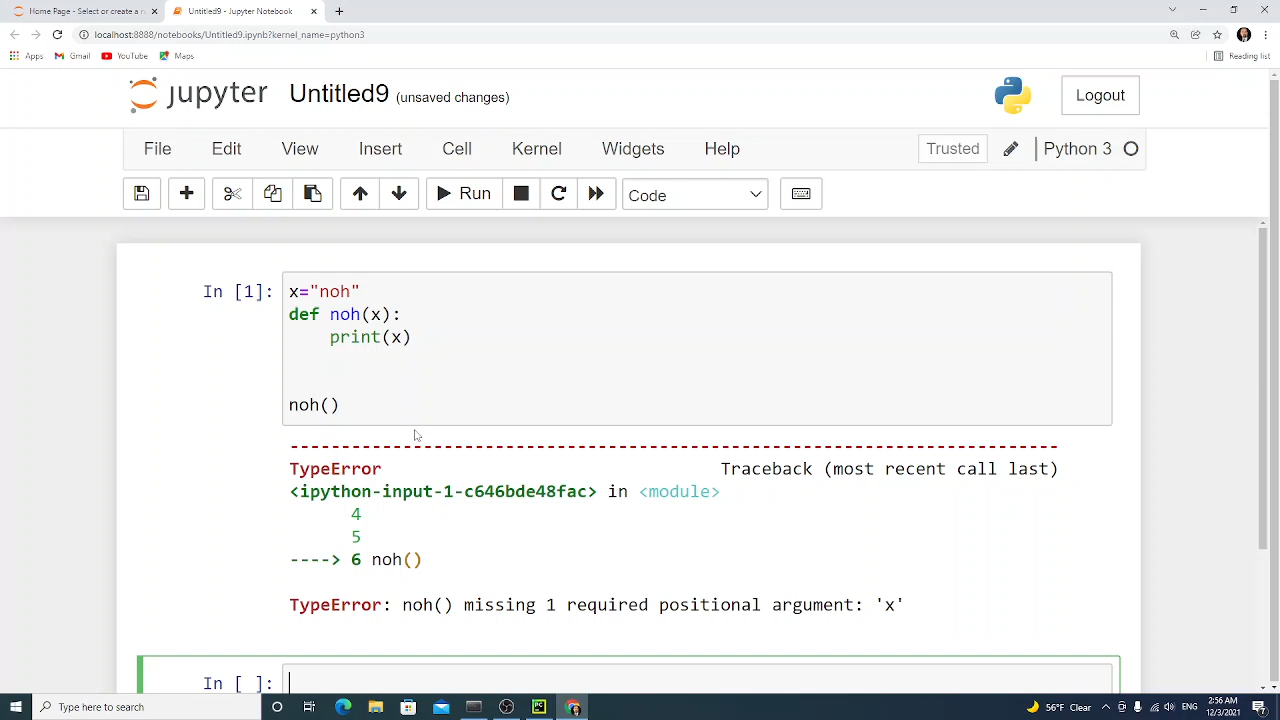 Home Page - Select or create a n
Untitled9 - Jupyter Notebook
localhost:8888/notebooks/Untitled9.ipynb?kernel_name=python3
Apps Gmail YouTube Maps Reading list
jupyter Untitled9 (unsaved changes) Logout
File Edit View Insert Cell Kernel Widgets Help Trusted Python 3
Run Code
In [1]: x="noh"
def noh(x):
print(x)
noh()
---------------------------------------------------------------------------
TypeError Traceback (most recent call last)
<ipython-input-1-c646bde48fac> in <module>
4
5
----> 6 noh()
TypeError: noh() missing 1 required positional argument: 'x'
In [ ]:
Type here to search
56°F Clear ENG 2:56 AM
12/3/2021